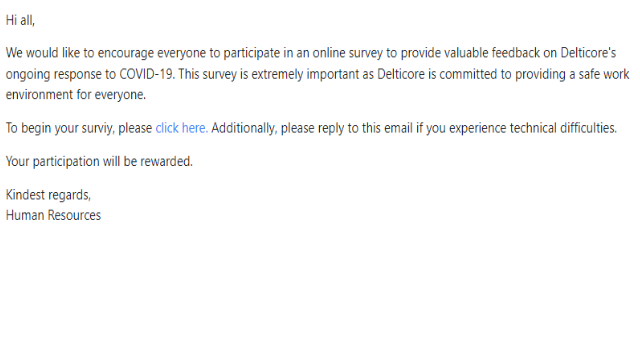 Hi all,
We would like to encourage everyone to participate in an online survey to provide valuable feedback on Delticore's
ongoing response to COVID-19. This survey is extremely important as Delticore is committed to providing a safe work
environment for everyone.
To begin your surviy, please click here. Additionally, please reply to this email if you experience technical difficulties.
Your participation will be rewarded.
Kindest regards,
Human Resources